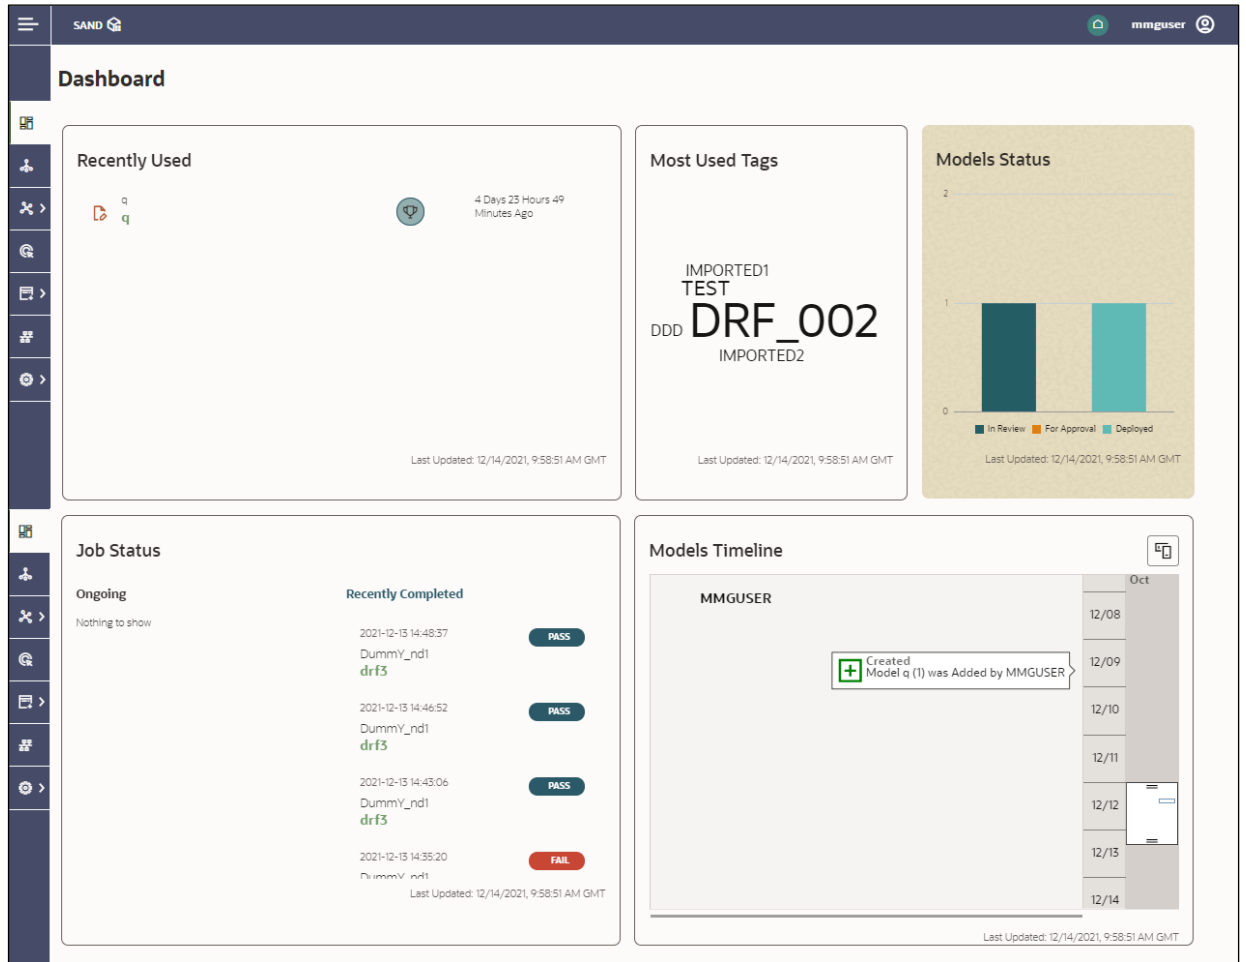 SAND
mmguser
Dashboard
Recently Used
q
q
4 Days 23 Hours 49
Minutes Ago
Last Updated: 12/14/2021, 9:58:51 AM GMT
Most Used Tags
IMPORTED1
TEST
DDD DRF_002
IMPORTED2
Last Updated: 12/14/2021, 9:58:51 AM GMT
Models Status
2
1
0
In Review For Approval Deployed
Last Updated: 12/14/2021, 9:58:51 AM GMT
Job Status
Ongoing
Nothing to show
Recently Completed
2021-12-13 14:48:37
PASS
DummY_nd1
drf3
2021-12-13 14:46:52
PASS
DummY_nd1
drf3
2021-12-13 14:43:06
PASS
DummY_nd1
drf3
2021-12-13 14:35:20
FAIL
DummY_nd1
Last Updated: 12/14/2021, 9:58:51 AM GMT
Models Timeline
MMGUSER
Oct
12/08
Created
Model q (1) was Added by MMGUSER
12/09
12/10
12/11
12/12
12/13
12/14
Last Updated: 12/14/2021, 9:58:51 AM GMT